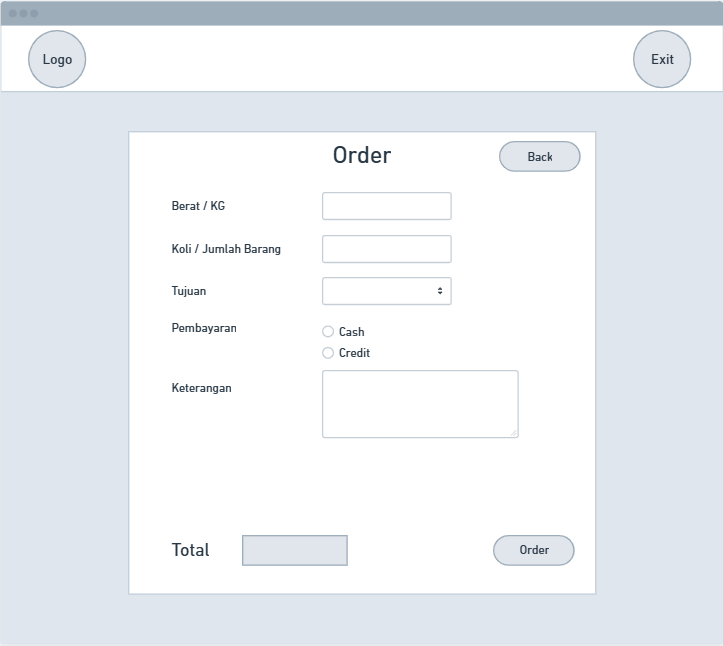 Logo
Exit
Order
Back
Berat / KG
Koli / Jumlah Barang
Tujuan
Pembayaran
Cash
Credit
Keterangan
Total
Order